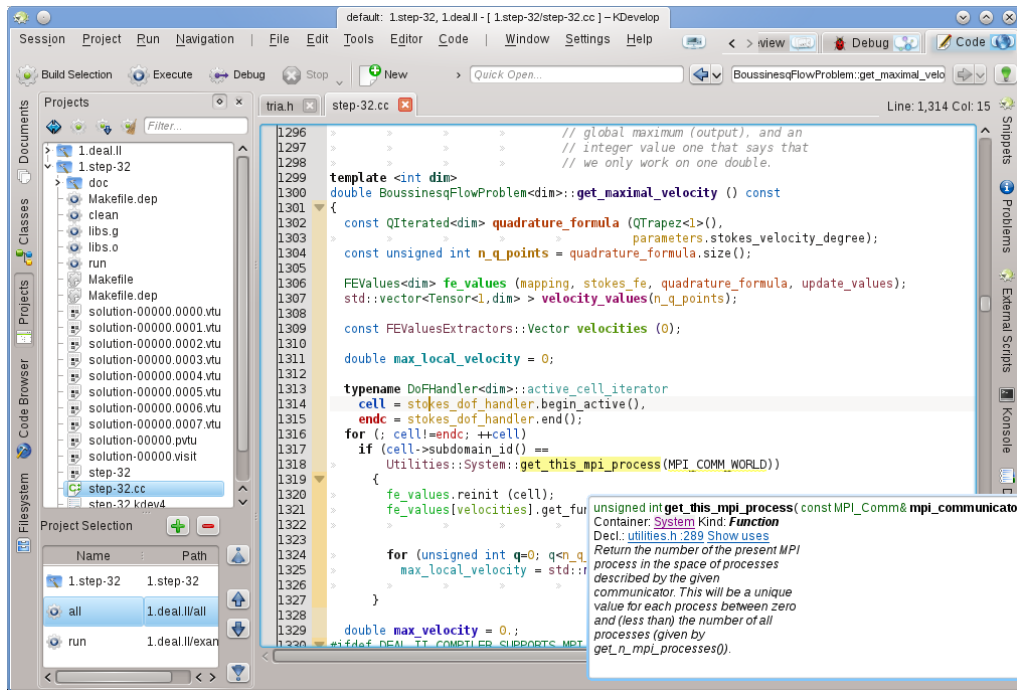 default: 1.step-32, 1.deal.II - [ 1.step-32/step-32.cc ] – KDevelop
Session Project Run Navigation | File Edit Tools Editor Code | Window Settings Help < > Debug Code
Build Selection Execute Debug Stop New > Quick Open... BoussinesqFlowProblem::get_maximal_velo
Projects
tria.h step-32.cc Line: 1,314 Col: 15
Filter...
Documents
Classes
Projects
Code Browser
Filesystem
1.deal.II
1.step-32
doc
Makefile.dep
clean
libs.g
libs.o
run
Makefile
Makefile.dep
solution-00000.0000.vtu
solution-00000.0001.vtu
solution-00000.0002.vtu
solution-00000.0003.vtu
solution-00000.0004.vtu
solution-00000.0005.vtu
solution-00000.0006.vtu
solution-00000.0007.vtu
solution-00000.pvtu
solution-00000.visit
step-32
step-32.cc
step-32.kdev4
Project Selection
Name Path
1.step-32 1.step-32
all 1.deal.II/all
run 1.deal.II/exan
1296 // global maximum (output), and an
1297 // integer value one that says that
1298 // we only work on one double.
1299 template <int dim>
1300 double BoussinesqFlowProblem<dim>::get_maximal_velocity () const
1301 {
1302 const QIterated<dim> quadrature_formula (QTrapez<1>(),
1303 parameters.stokes_velocity_degree);
1304 const unsigned int n_q_points = quadrature_formula.size();
1305
1306 FEValues<dim> fe_values (mapping, stokes_fe, quadrature_formula, update_values);
1307 std::vector<Tensor<1,dim> > velocity_values(n_q_points);
1308
1309 const FEValuesExtractors::Vector velocities (0);
1310
1311 double max_local_velocity = 0;
1312
1313 typename DoFHandler<dim>::active_cell_iterator
1314 cell = stokes_dof_handler.begin_active(),
1315 endc = stokes_dof_handler.end();
1316 for (; cell!=endc; ++cell)
1317 if (cell->subdomain_id() ==
1318 Utilities::System::get_this_mpi_process(MPI_COMM_WORLD))
1319 {
1320 fe_values.reinit (cell);
1321 fe_values[velocities].get_fun
1322
1323
1324 for (unsigned int q=0; q<n_q
1325 max_local_velocity = std::
1326
1327 }
1328
1329 double max_velocity = 0.;
1330 #ifdef DEAL_II_COMPILER_SUPPORTS_MPI
unsigned int get_this_mpi_process( const MPI_Comm& mpi_communicato
Container: System Kind: Function
Decl.: utilities.h :289 Show uses
Return the number of the present MPI
process in the space of processes
described by the given
communicator. This will be a unique
value for each process between zero
and (less than) the number of all
processes (given by
get_n_mpi_processes()).
Snippets
Problems
External Scripts
Konsole